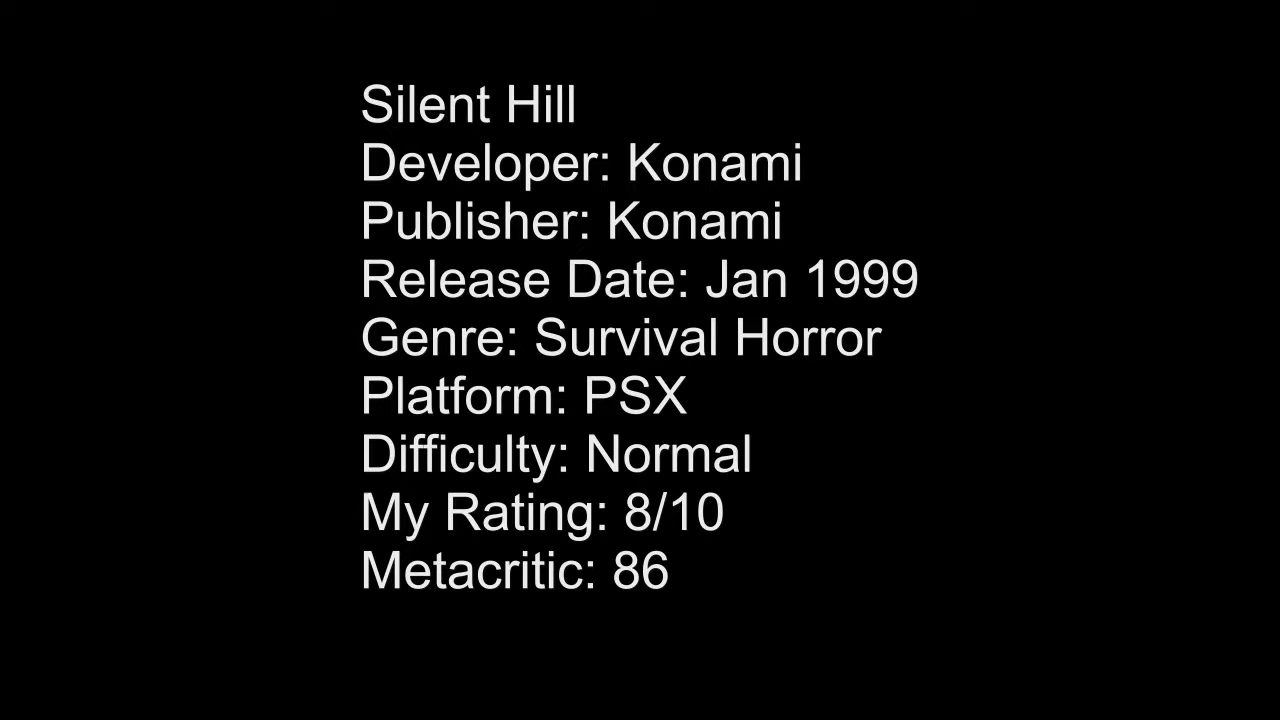 Silent Hill
Developer: Konami
Publisher: Konami
Release Date: Jan 1999
Genre: Survival Horror
Platform: PSX
Difficulty: Normal
My Rating: 8/10
Metacritic: 86